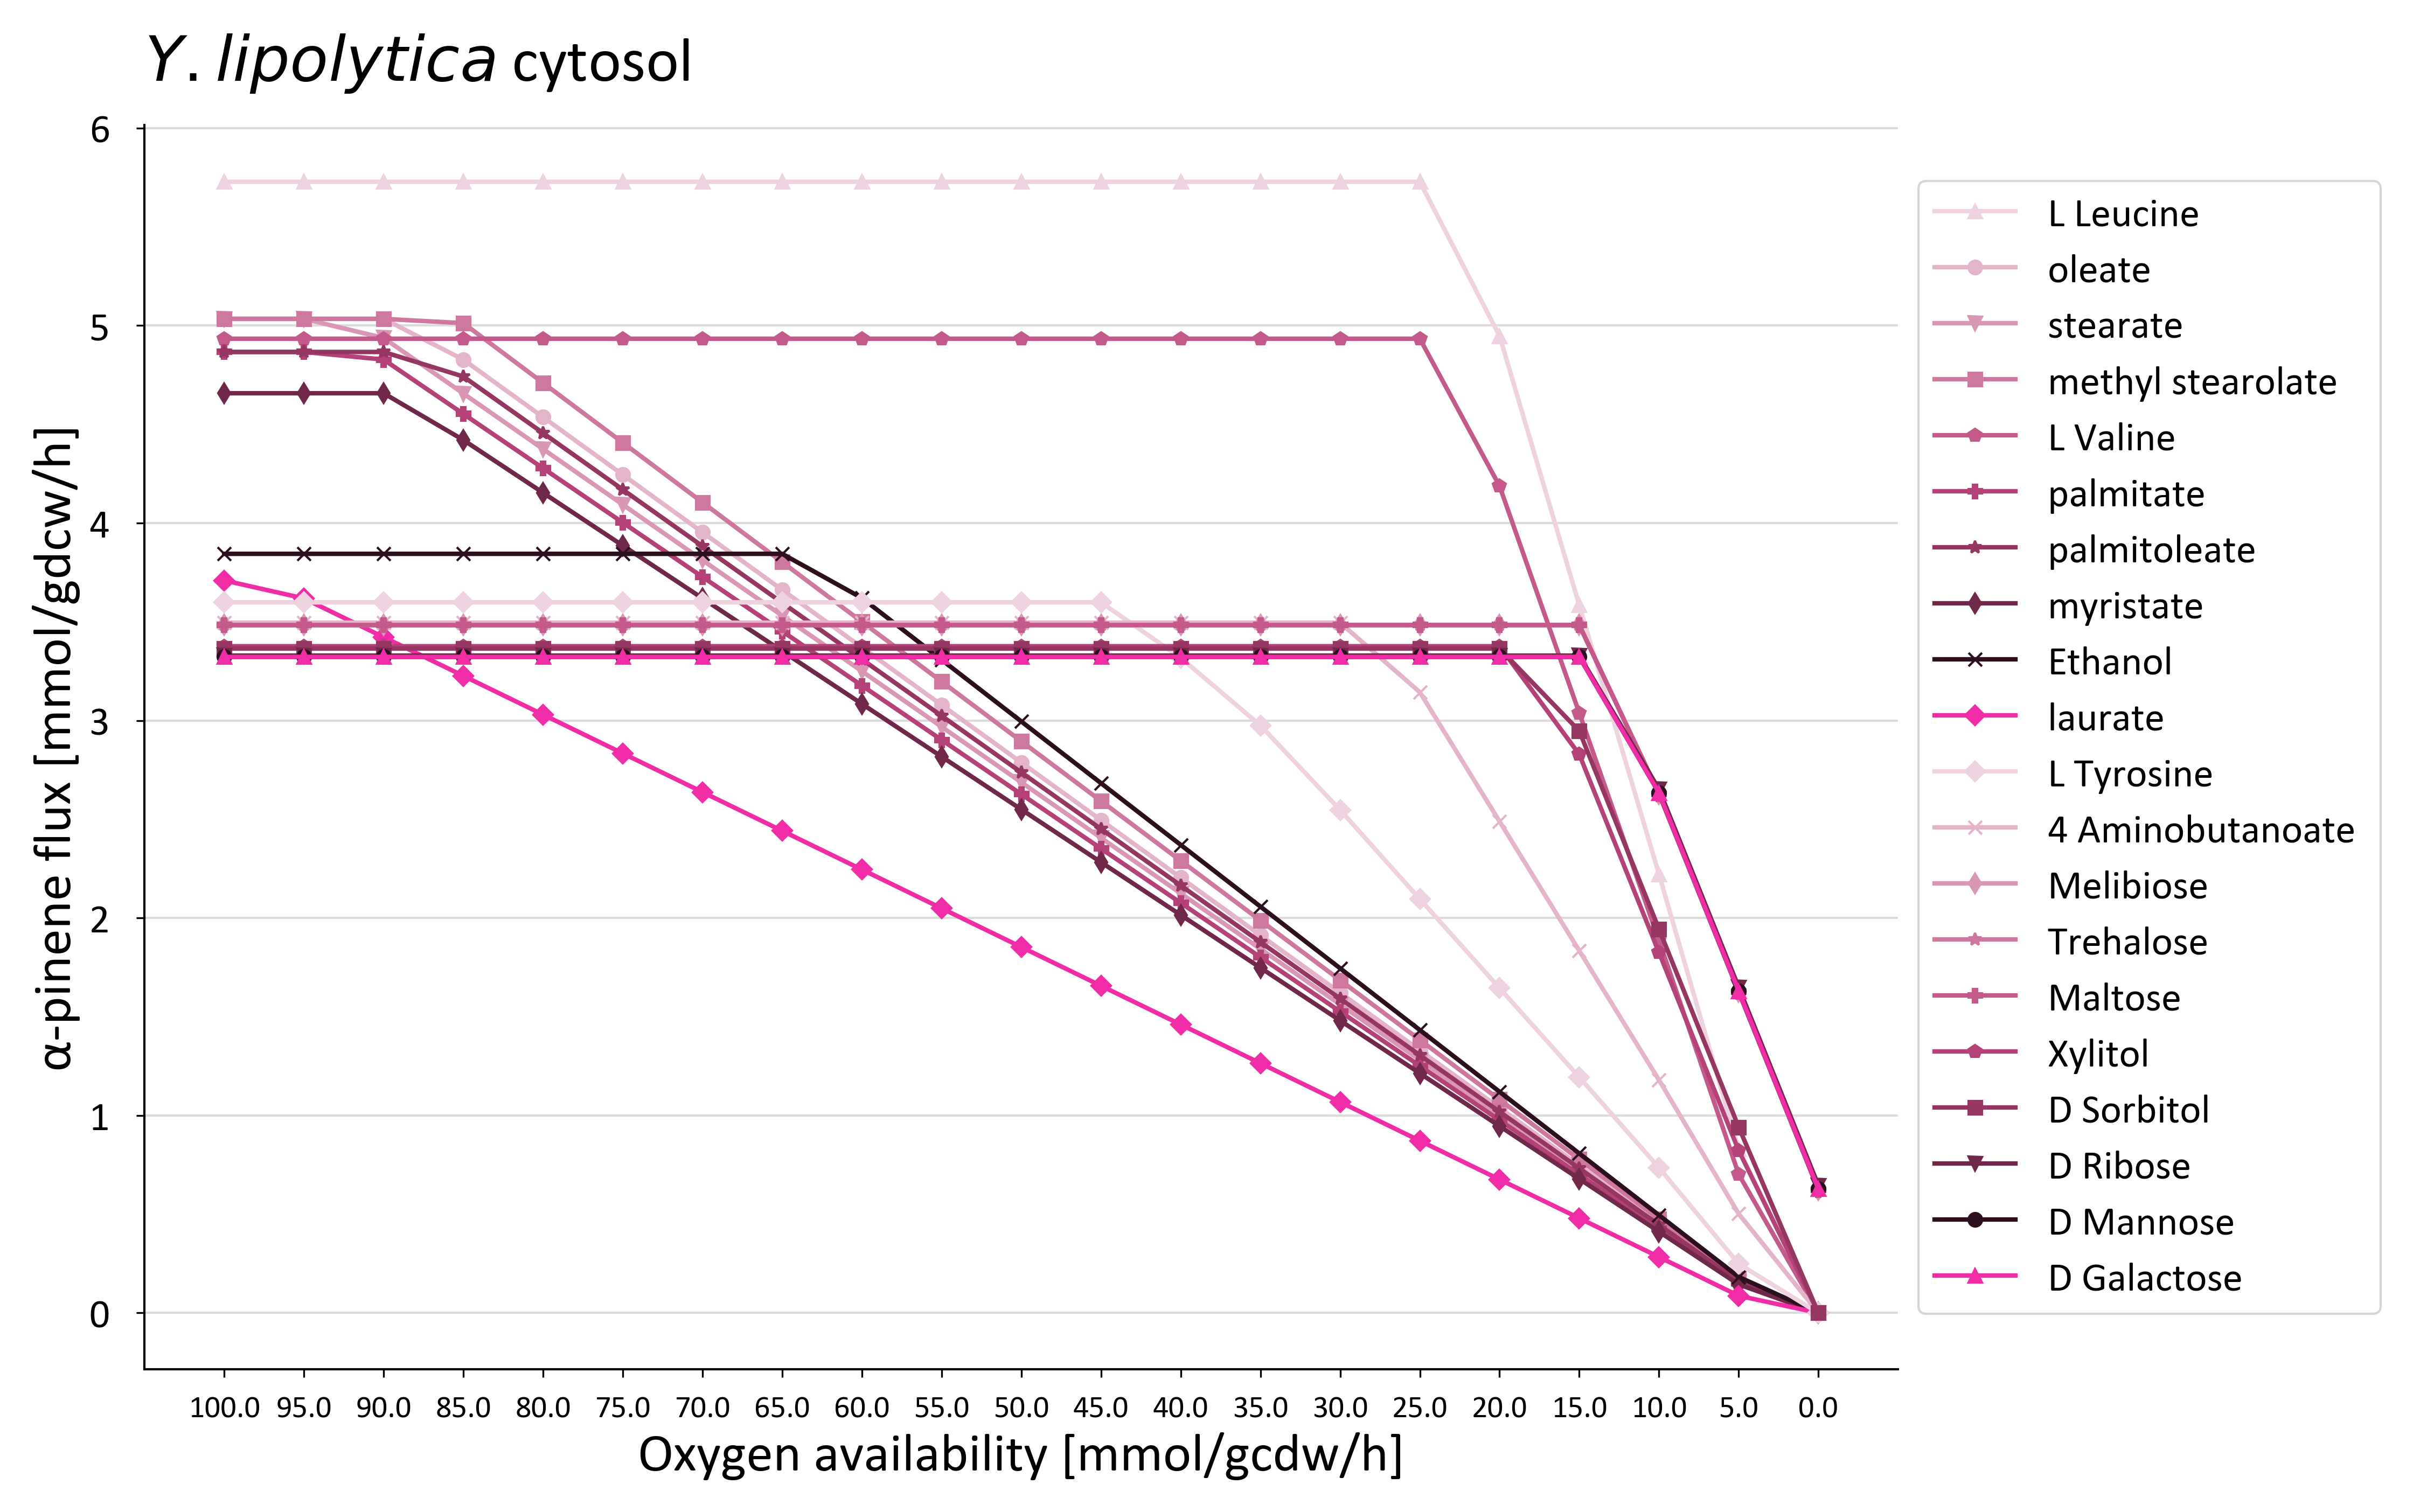 Y. lipolytica cytosol
α-pinene flux [mmol/gdcw/h]
6
5
4
3
2
1
0
100.0 95.0 90.0 85.0 80.0 75.0 70.0 65.0 60.0 55.0 50.0 45.0 40.0 35.0 30.0 25.0 20.0 15.0 10.0 5.0 0.0
Oxygen availability [mmol/gcdw/h]
L Leucine
oleate
stearate
methyl stearolate
L Valine
palmitate
palmitoleate
myristate
Ethanol
laurate
L Tyrosine
4 Aminobutanoate
Melibiose
Trehalose
Maltose
Xylitol
D Sorbitol
D Ribose
D Mannose
D Galactose